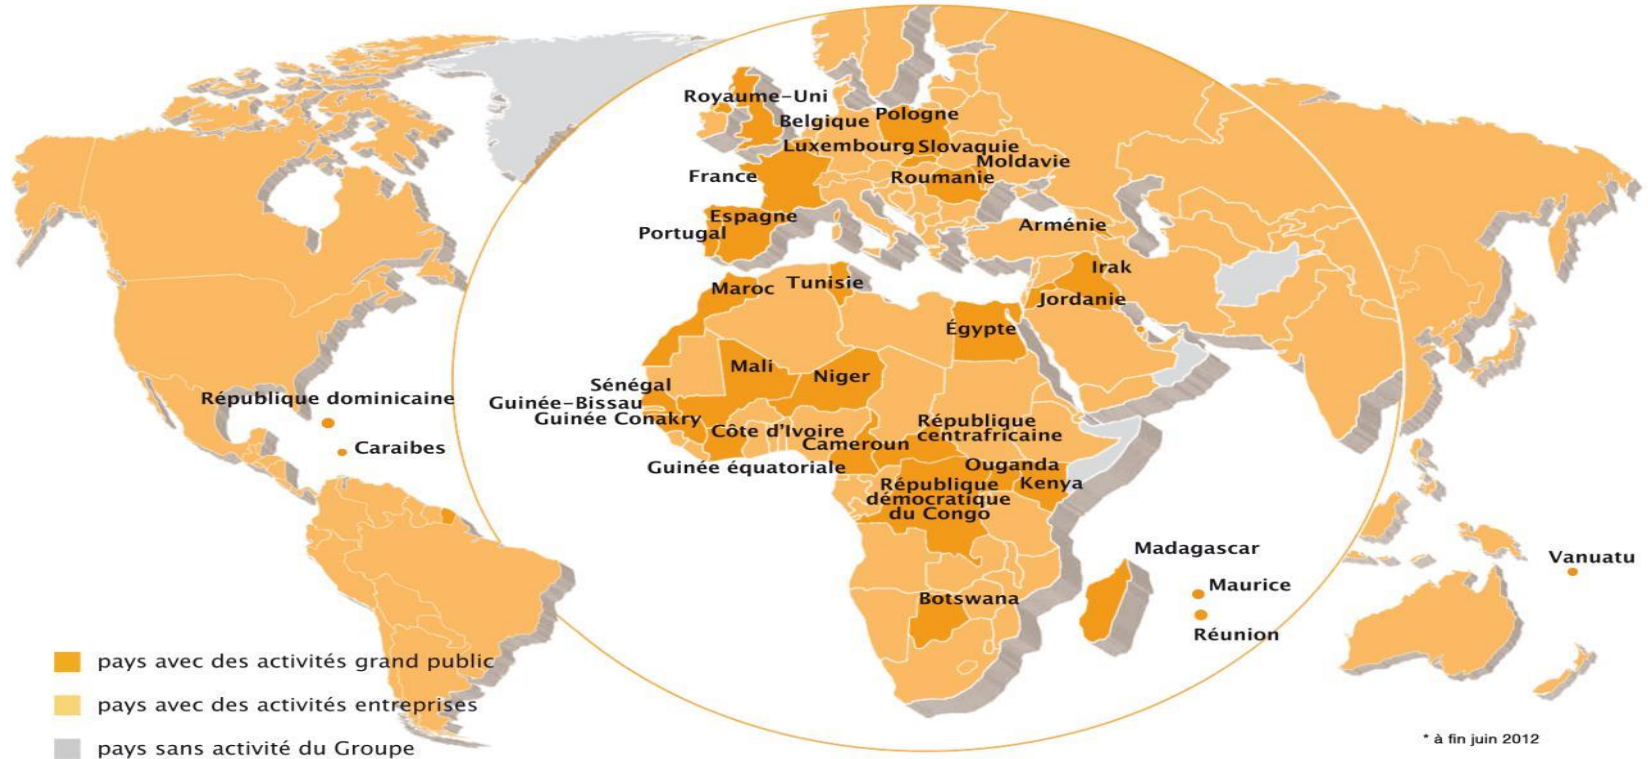 Royaume-Uni
Belgique
Pologne
Luxembourg
Slovaquie
Moldavie
France
Roumanie
Espagne
Portugal
Arménie
Irak
Maroc
Tunisie
Jordanie
Égypte
Mali
Niger
Sénégal
République dominicaine
Guinée-Bissau
Guinée Conakry
Côte d'Ivoire
République
centrafricaine
Cameroun
Caraibes
Guinée équatoriale
Ouganda
République
démocratique
du Congo
Kenya
Madagascar
Vanuatu
Maurice
Botswana
Réunion
pays avec des activités grand public
pays avec des activités entreprises
pays sans activité du Groupe
* à fin juin 2012